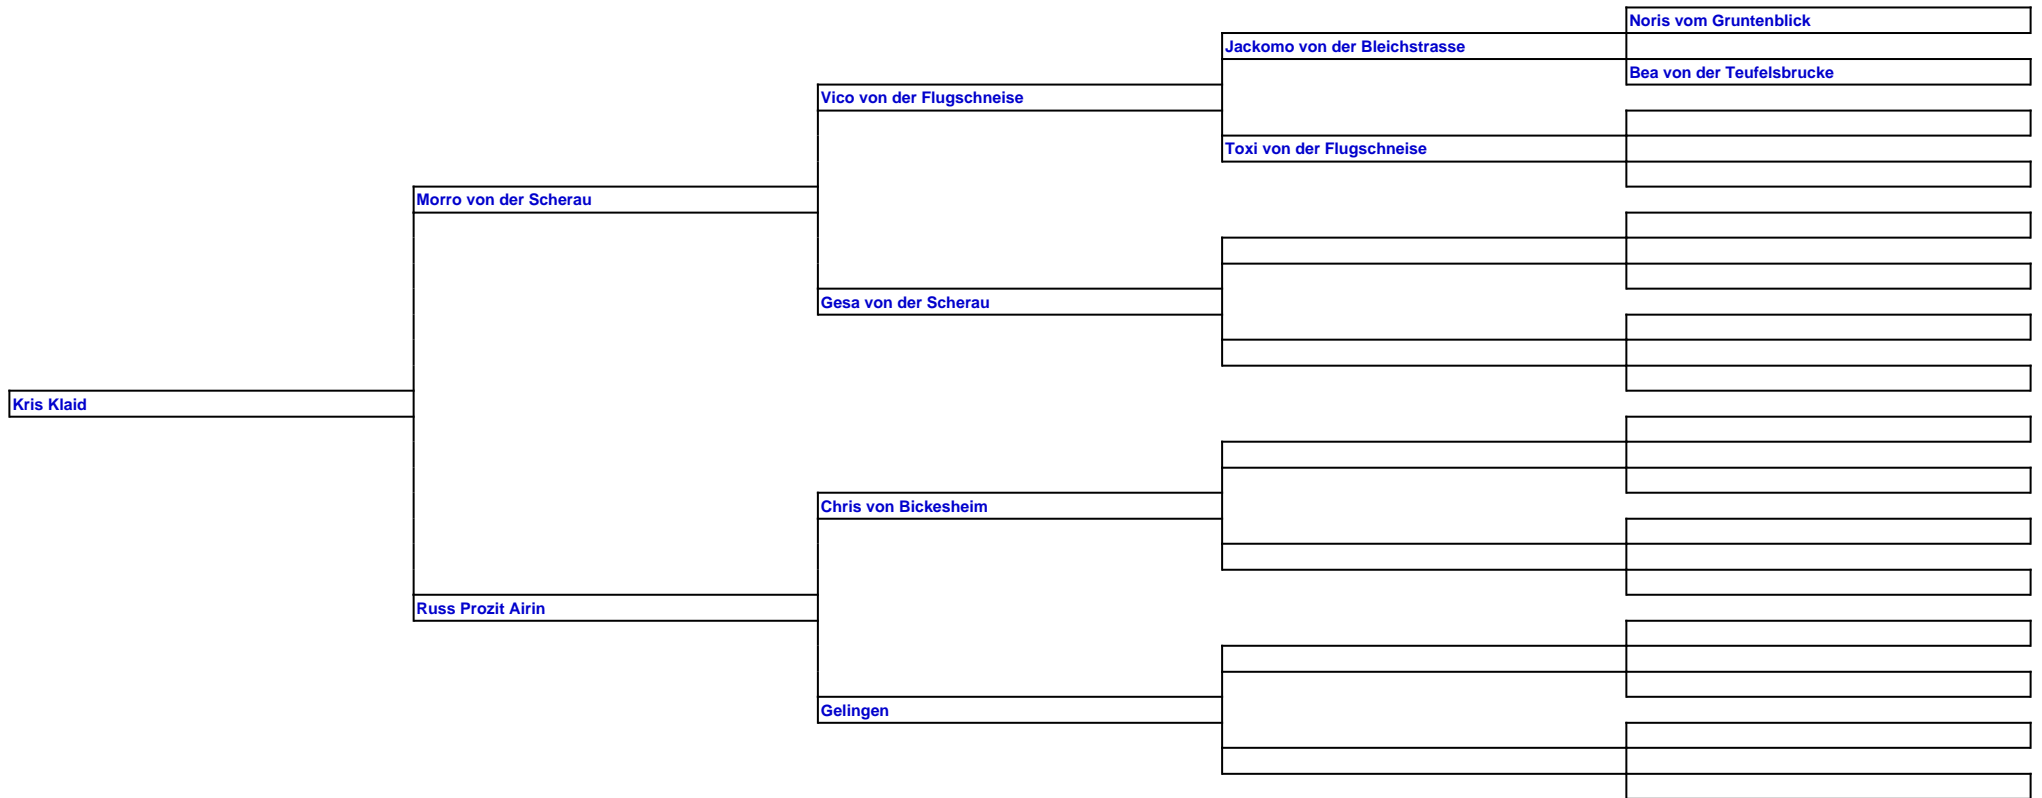 Noris vom Gruntenblick
Jackomo von der Bleichstrasse
Bea von der Teufelsbrucke
Vico von der Flugschneise
Toxi von der Flugschneise
Morro von der Scherau
Gesa von der Scherau
Kris Klaid
Chris von Bickesheim
Russ Prozit Airin
Gelingen